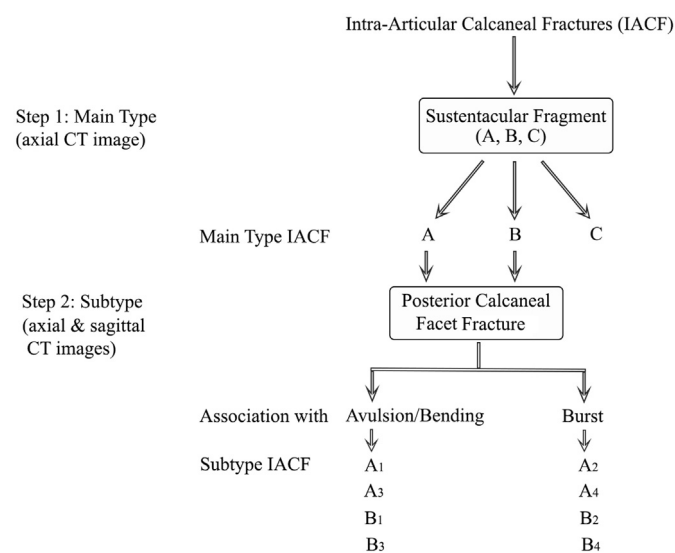 Intra-Articular Calcaneal Fractures (IACF)
Step 1: Main Type
(axial CT image)
Sustentacular Fragment
(A, B, C)
Main Type IACF A B C
Step 2: Subtype
(axial & sagittal
CT images)
Posterior Calcaneal
Facet Fracture
Association with Avulsion/Bending Burst
Subtype IACF A1 A2
A3 A4
B1 B2
B3 B4